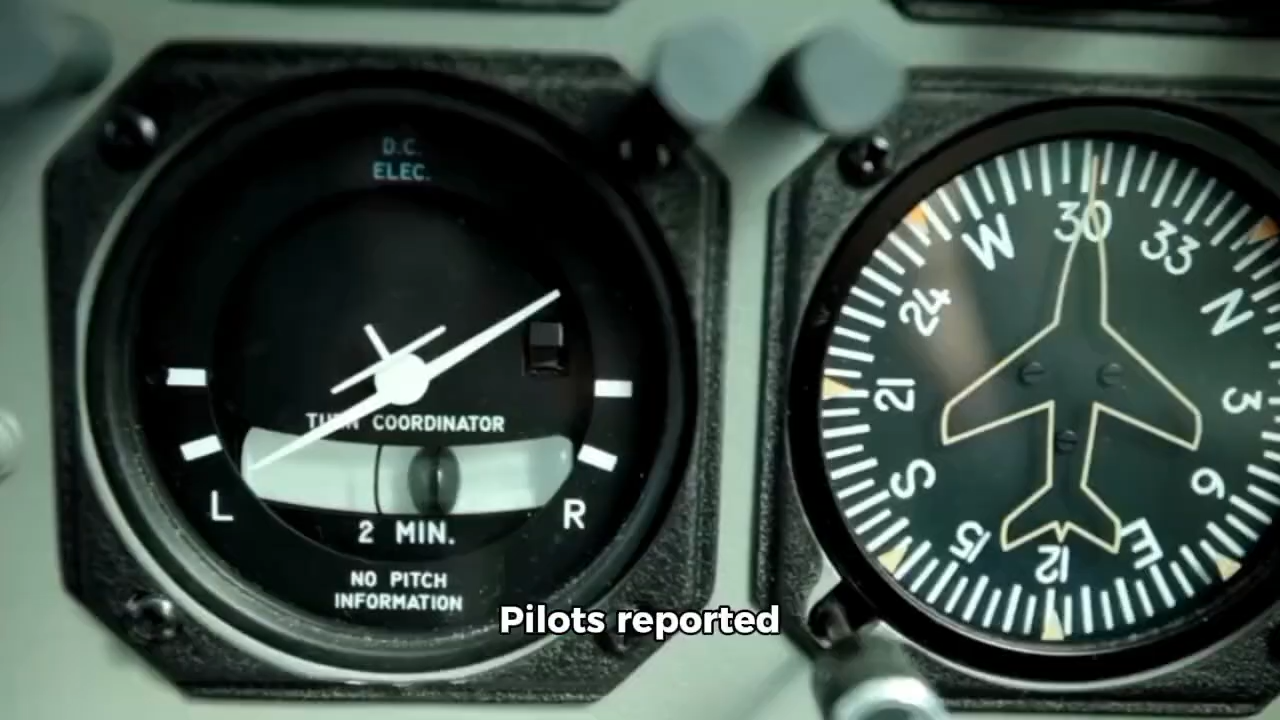 D.C.
ELEC.
TURN COORDINATOR
L
R
2 MIN.
NO PITCH
INFORMATION
30
33
N
3
6
E
12
15
S
21
24
W
Pilots reported